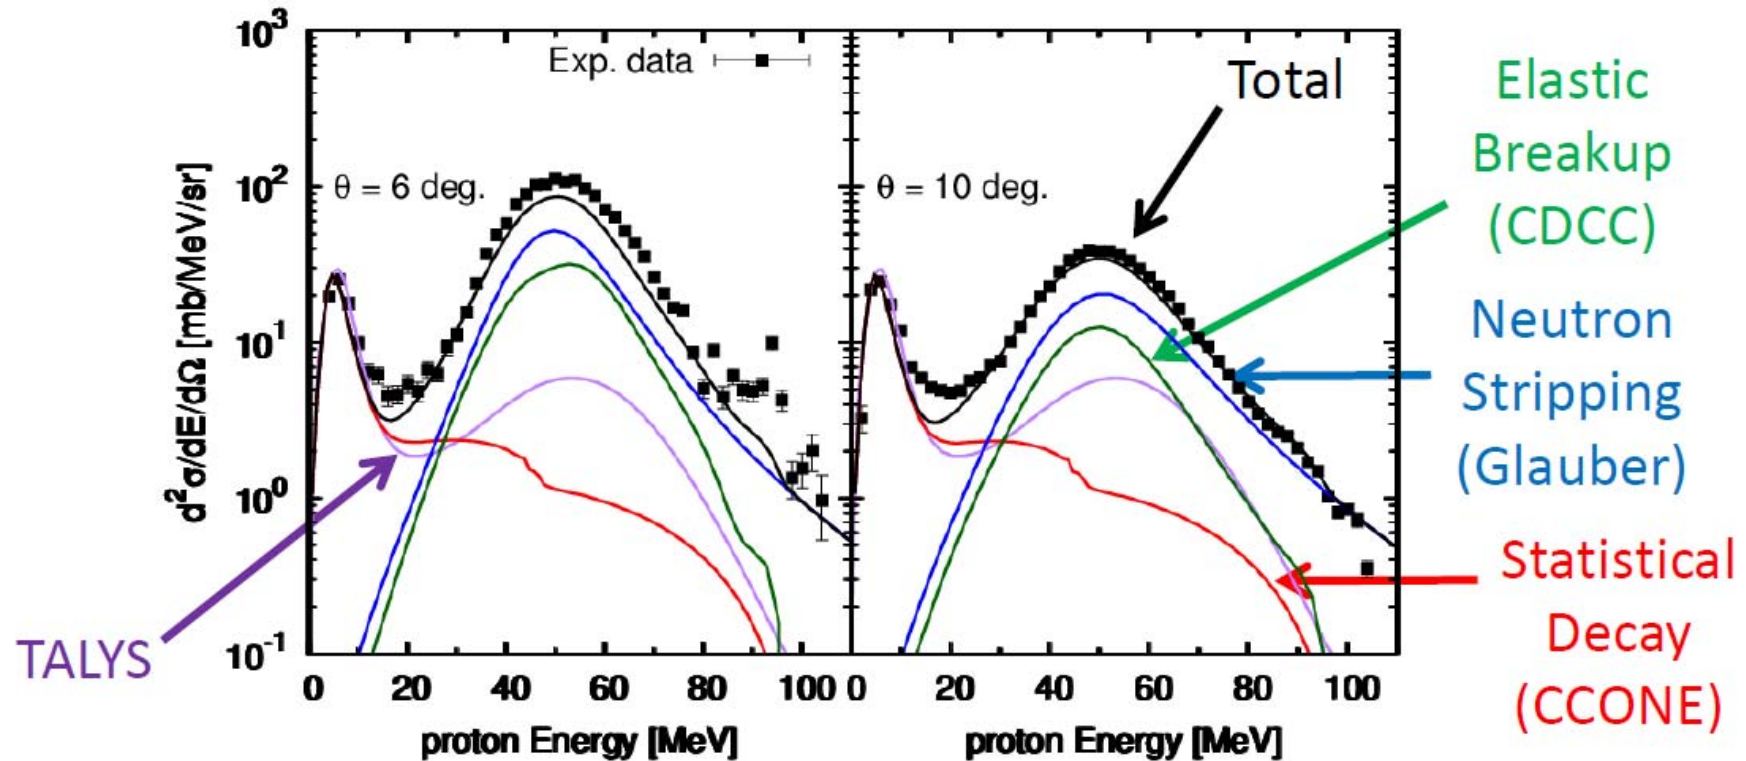 10³
Exp. data
Total
Elastic
Breakup
(CDCC)
10²
θ = 6 deg.
θ = 10 deg.
Neutron
Stripping
(Glauber)
d²σ/dE/dΩ [mb/MeV/sr]
10¹
10⁰
Statistical
Decay
(CCONE)
TALYS
10⁻¹
0 20 40 60 80 100 0 20 40 60 80 100
proton Energy [MeV] proton Energy [MeV]